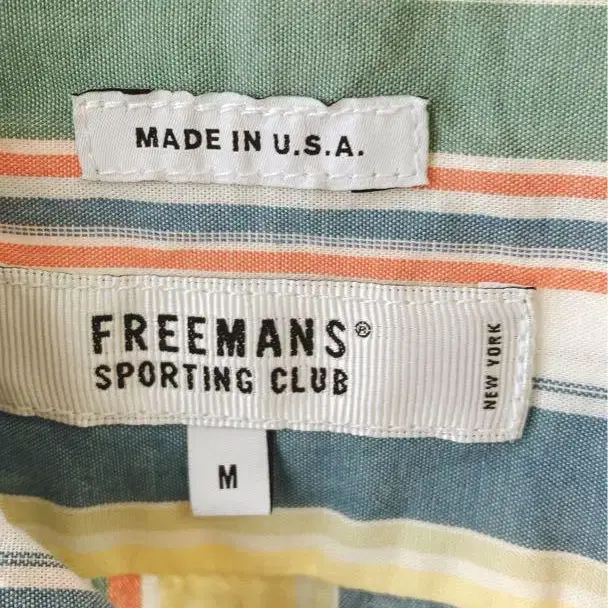 MADE IN U.S.A.
FREEMANS®
SPORTING CLUB
NEW YORK
M